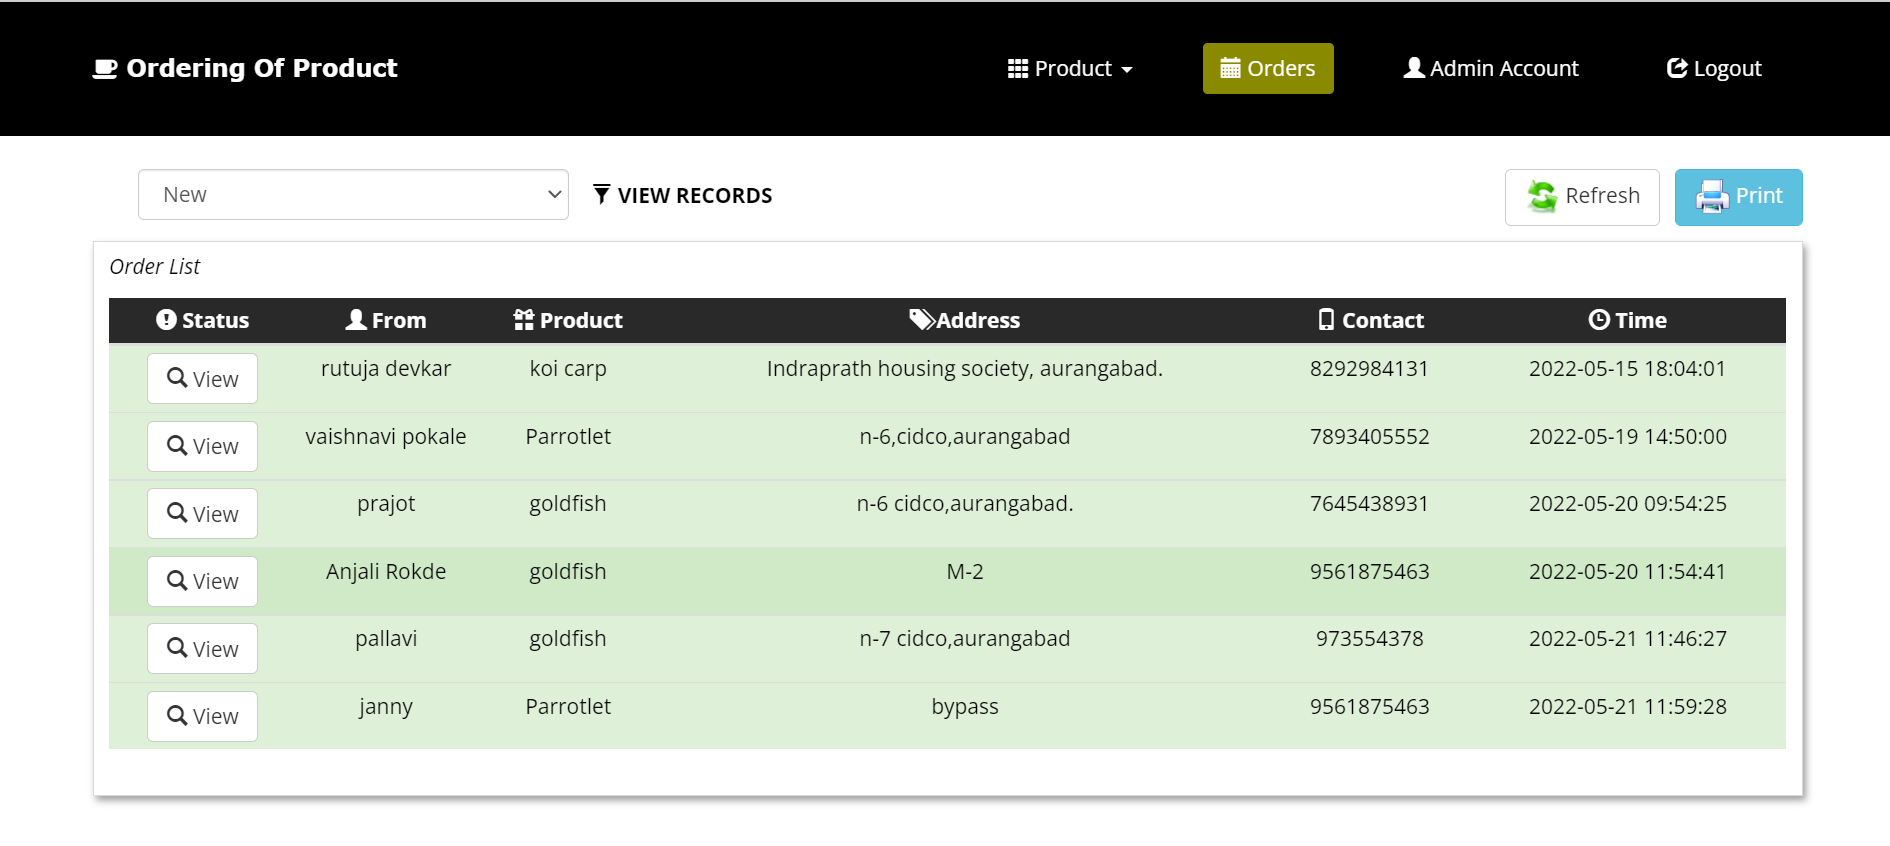 Ordering Of Product Product Orders Admin Account Logout
New VIEW RECORDS Refresh Print
Order List
Status From Product Address Contact Time
View rutuja devkar koi carp Indraprath housing society, aurangabad. 8292984131 2022-05-15 18:04:01
View vaishnavi pokale Parrotlet n-6,cidco,aurangabad 7893405552 2022-05-19 14:50:00
View prajot goldfish n-6 cidco,aurangabad. 7645438931 2022-05-20 09:54:25
View Anjali Rokde goldfish M-2 9561875463 2022-05-20 11:54:41
View pallavi goldfish n-7 cidco,aurangabad 973554378 2022-05-21 11:46:27
View janny Parrotlet bypass 9561875463 2022-05-21 11:59:28